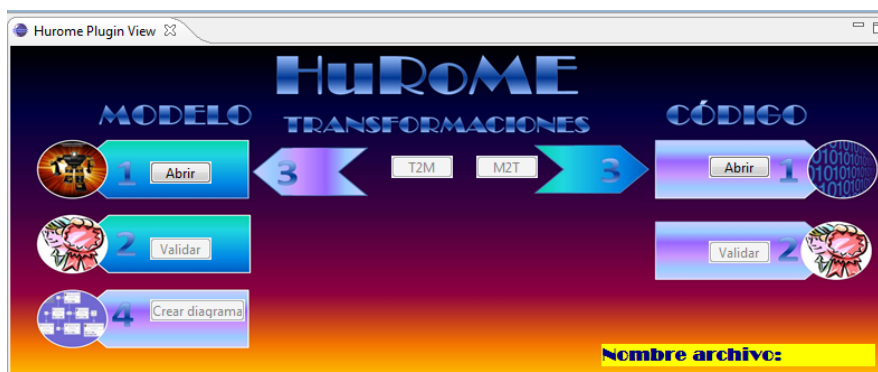 Hurome Plugin View
HuRoME
MODELO
TRANSFORMACIONES
CÓDIGO
1 Abrir
3 T2M M2T 3
Abrir 1
2 Validar
Validar 2
4 Crear diagrama
Nombre archivo: